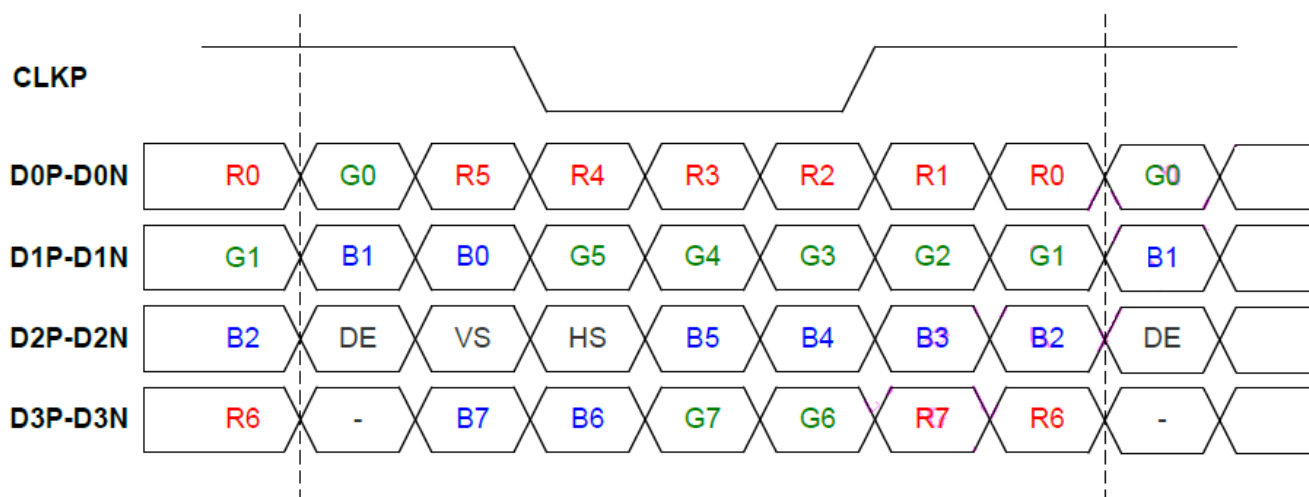 CLKP
D0P-D0N R0 G0 R5 R4 R3 R2 R1 R0 G0
D1P-D1N G1 B1 B0 G5 G4 G3 G2 G1 B1
D2P-D2N B2 DE VS HS B5 B4 B3 B2 DE
D3P-D3N R6 - B7 B6 G7 G6 R7 R6 -